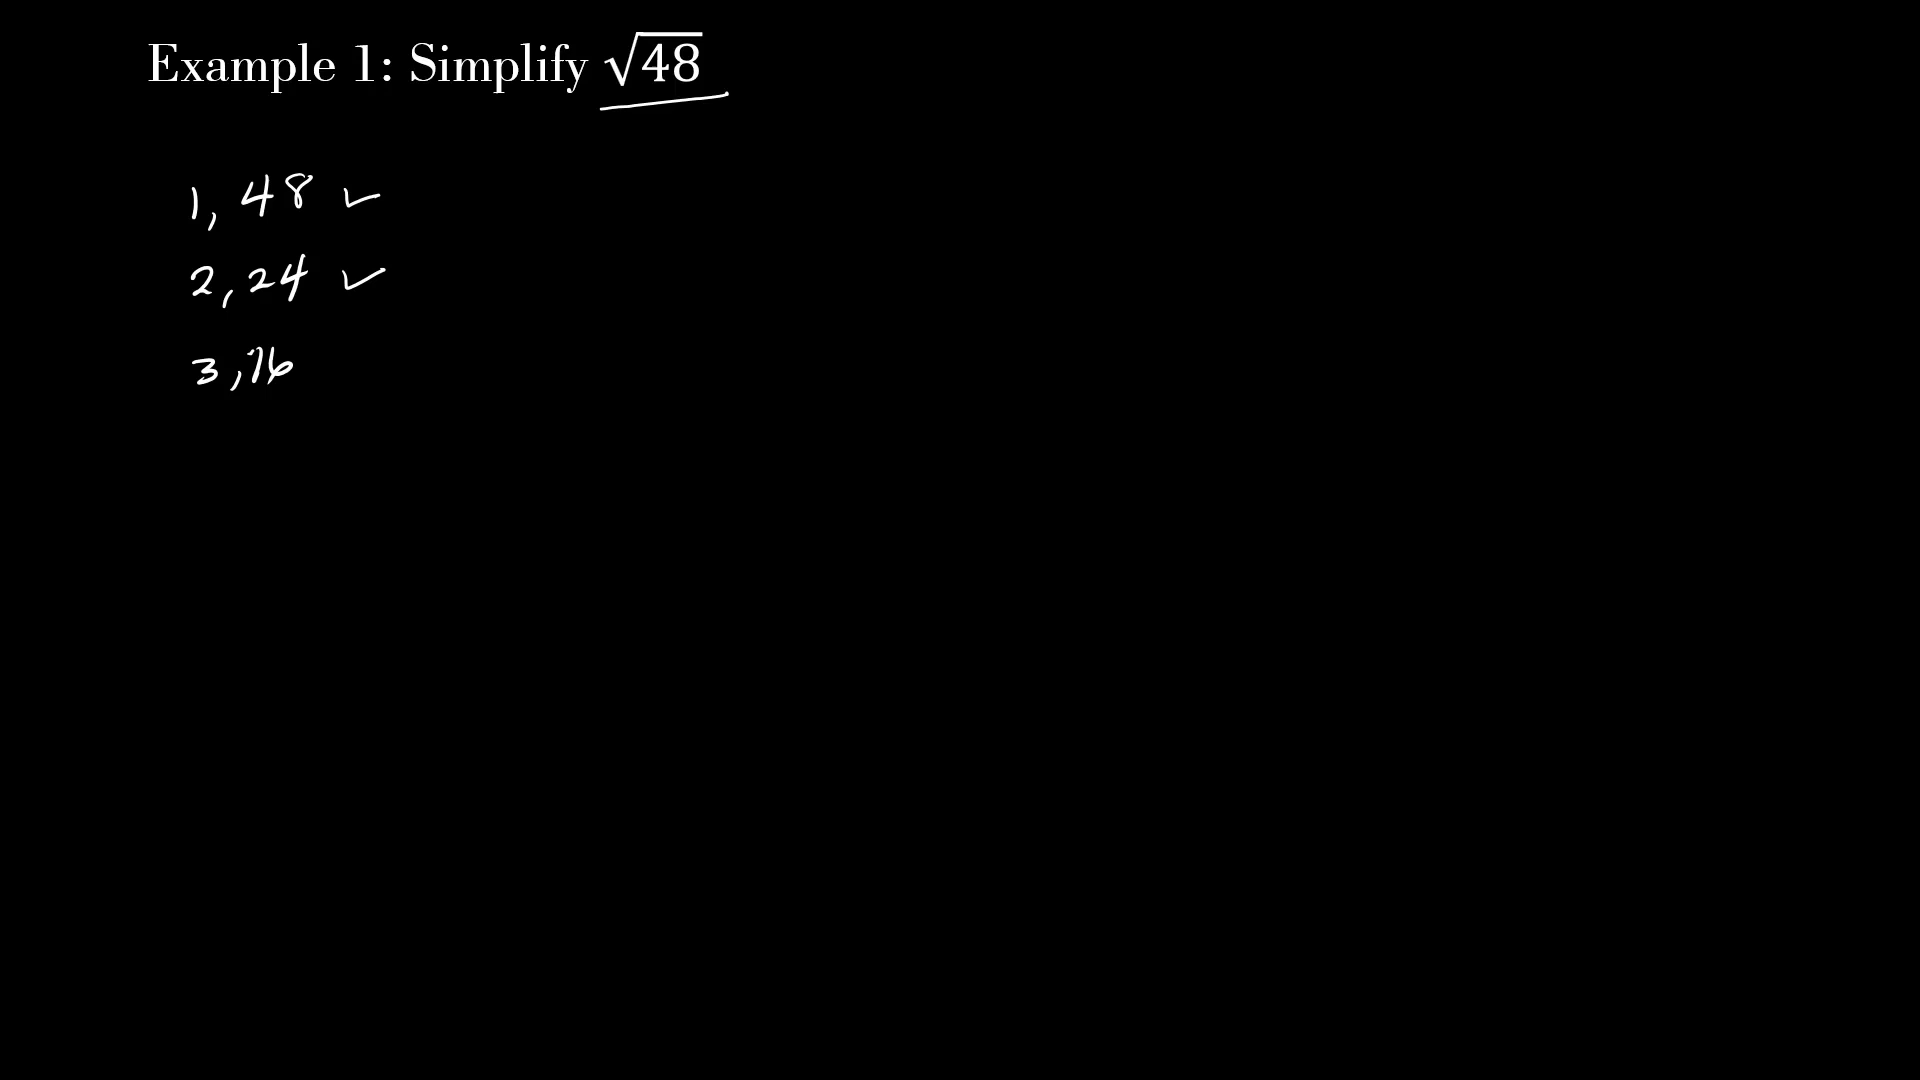 Example 1: Simplify √48
1, 48 ✓
2, 24 ✓
3, 16